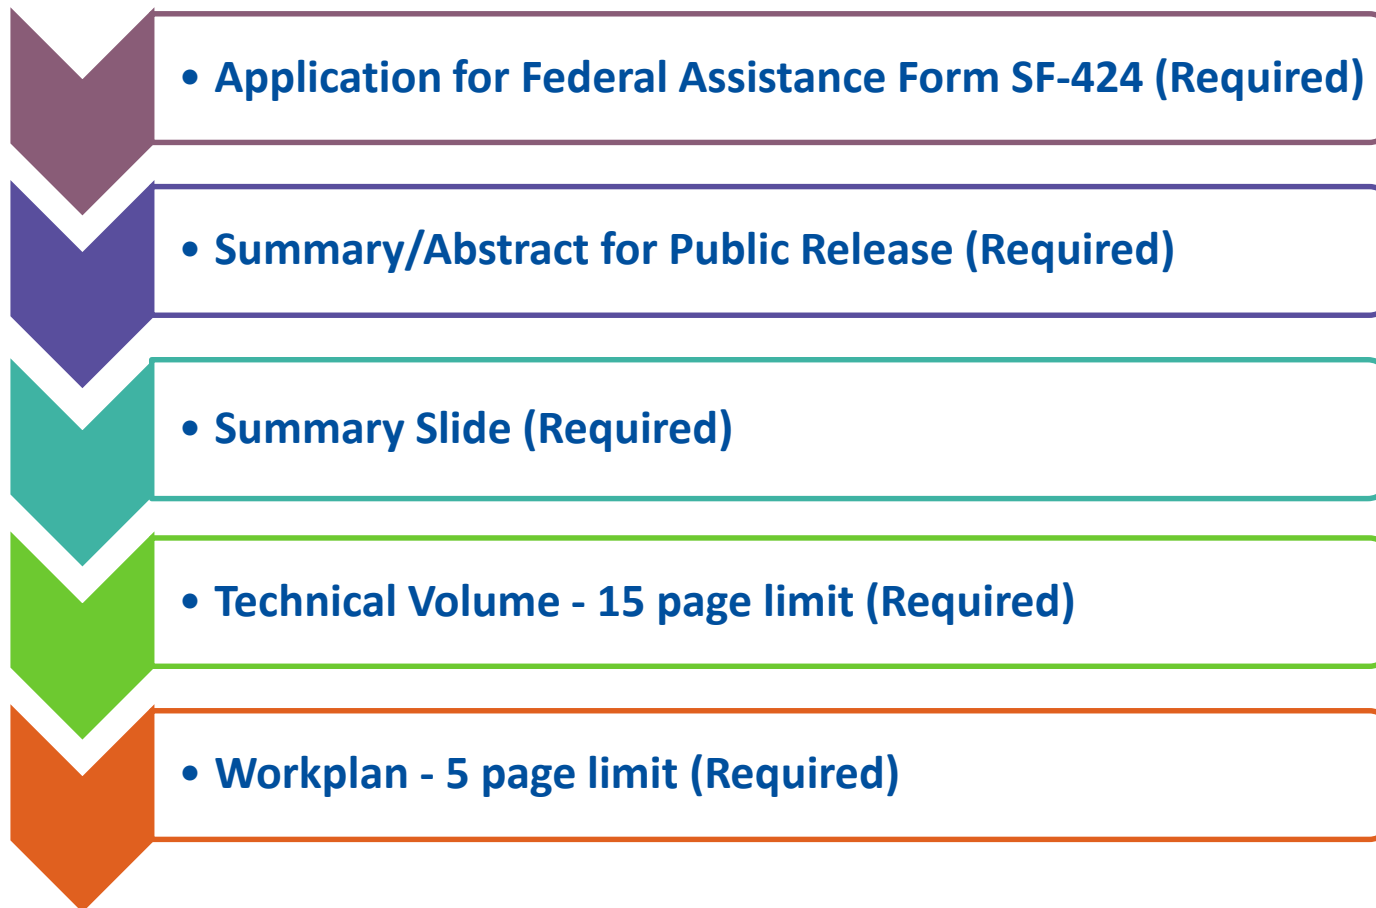 • Application for Federal Assistance Form SF-424 (Required)
• Summary/Abstract for Public Release (Required)
• Summary Slide (Required)
• Technical Volume - 15 page limit (Required)
• Workplan - 5 page limit (Required)